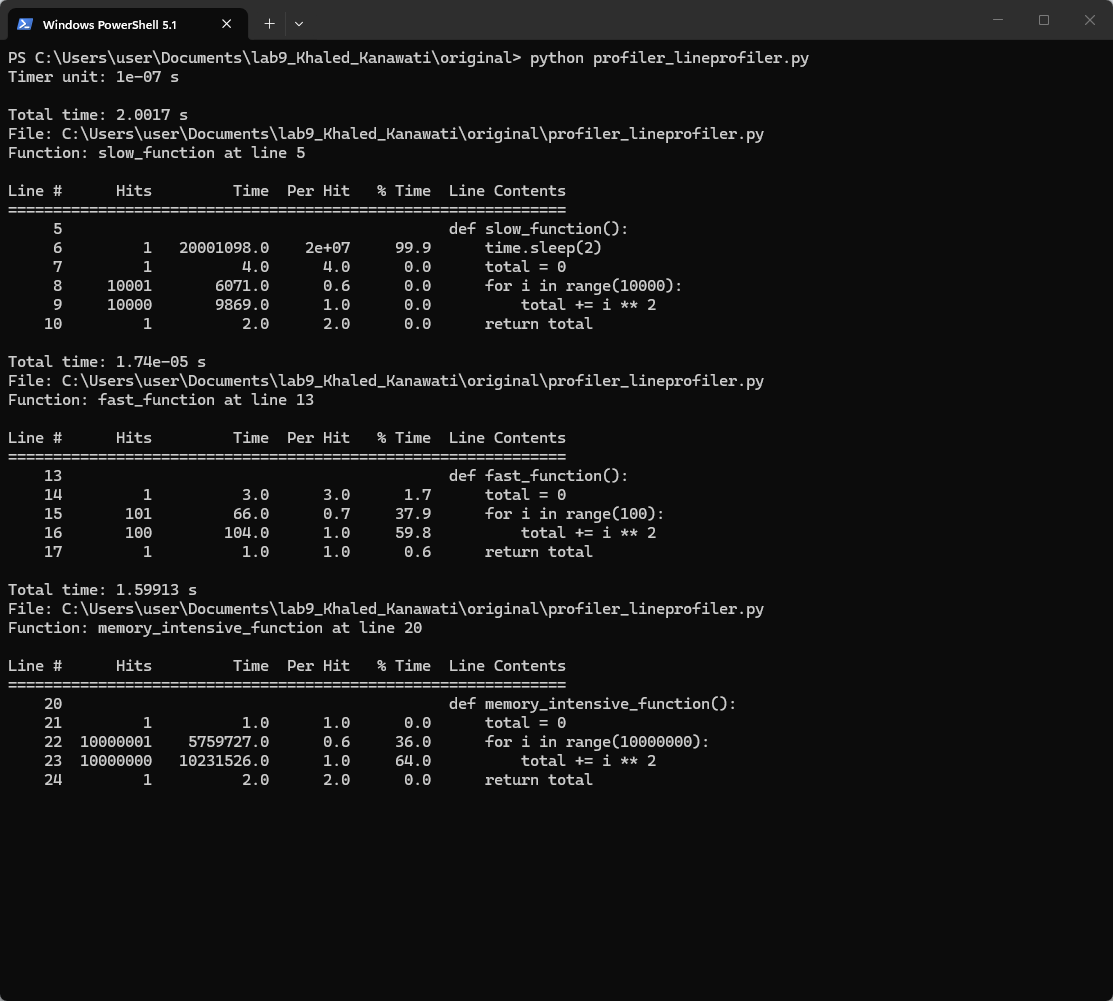 Windows PowerShell 5.1
PS C:\Users\user\Documents\lab9_Khaled_Kanawati\original> python profiler_lineprofiler.py
Timer unit: 1e-07 s

Total time: 2.0017 s
File: C:\Users\user\Documents\lab9_Khaled_Kanawati\original\profiler_lineprofiler.py
Function: slow_function at line 5

Line #      Hits         Time  Per Hit   % Time  Line Contents
==============================================================
     5                                           def slow_function():
     6         1   20001098.0    2e+07     99.9      time.sleep(2)
     7         1          4.0      4.0      0.0      total = 0
     8     10001       6071.0      0.6      0.0      for i in range(10000):
     9     10000       9869.0      1.0      0.0          total += i ** 2
    10         1          2.0      2.0      0.0      return total

Total time: 1.74e-05 s
File: C:\Users\user\Documents\lab9_Khaled_Kanawati\original\profiler_lineprofiler.py
Function: fast_function at line 13

Line #      Hits         Time  Per Hit   % Time  Line Contents
==============================================================
    13                                           def fast_function():
    14         1          3.0      3.0      1.7      total = 0
    15       101         66.0      0.7     37.9      for i in range(100):
    16       100        104.0      1.0     59.8          total += i ** 2
    17         1          1.0      1.0      0.6      return total

Total time: 1.59913 s
File: C:\Users\user\Documents\lab9_Khaled_Kanawati\original\profiler_lineprofiler.py
Function: memory_intensive_function at line 20

Line #      Hits         Time  Per Hit   % Time  Line Contents
==============================================================
    20                                           def memory_intensive_function():
    21         1          1.0      1.0      0.0      total = 0
    22  10000001    5759727.0      0.6     36.0      for i in range(10000000):
    23  10000000   10231526.0      1.0     64.0          total += i ** 2
    24         1          2.0      2.0      0.0      return total